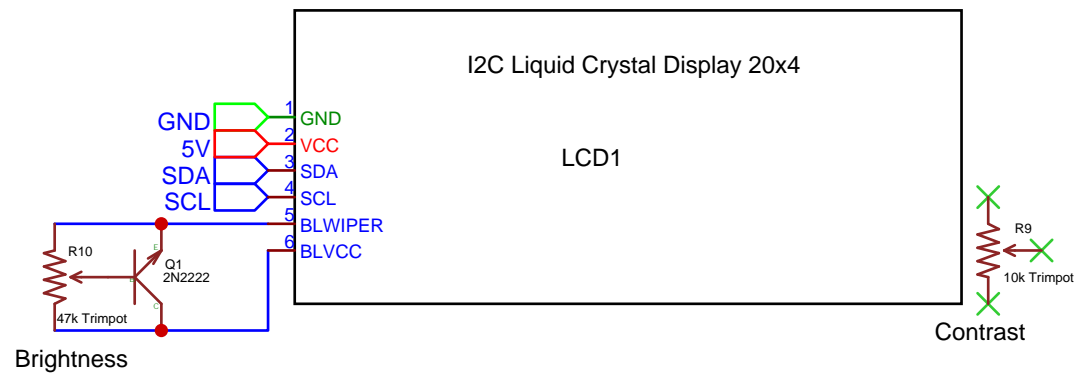 I2C Liquid Crystal Display 20x4
LCD1
GND
1
GND
5V
2
VCC
SDA
3
SDA
SCL
4
SCL
5
BLWIPER
6
BLVCC
R10
47k Trimpot
E
B
C
Q1
2N2222
Brightness
R9
10k Trimpot
Contrast